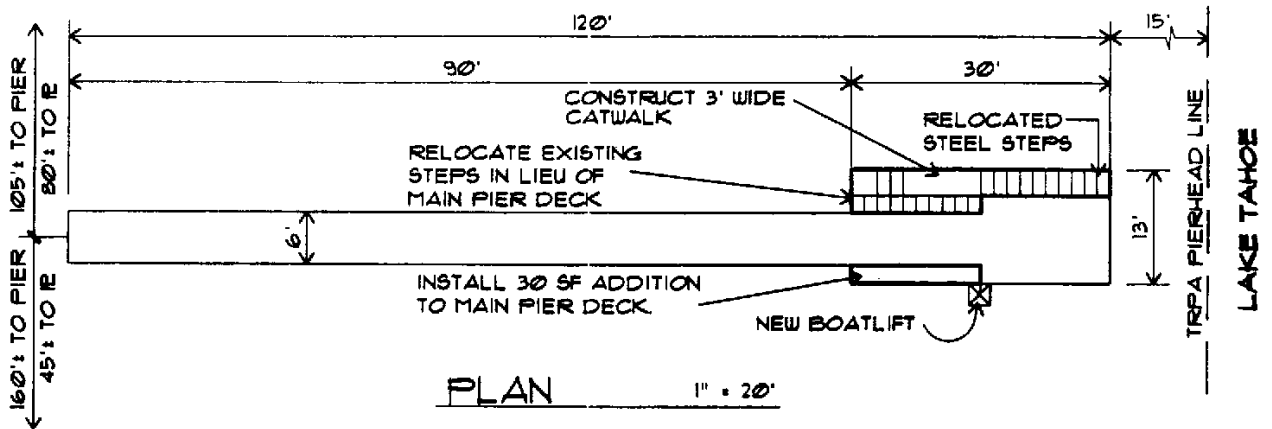 120'
15'
90'
30'
CONSTRUCT 3' WIDE
CATWALK
RELOCATED
STEEL STEPS
RELOCATE EXISTING
STEPS IN LIEU OF
MAIN PIER DECK
6'
13'
INSTALL 30 SF ADDITION
TO MAIN PIER DECK.
NEW BOATLIFT
105'± TO PIER
80'± TO PL
160'± TO PIER
45'± TO PL
TRPA PIERHEAD LINE
LAKE TAHOE
PLAN
1" = 20'